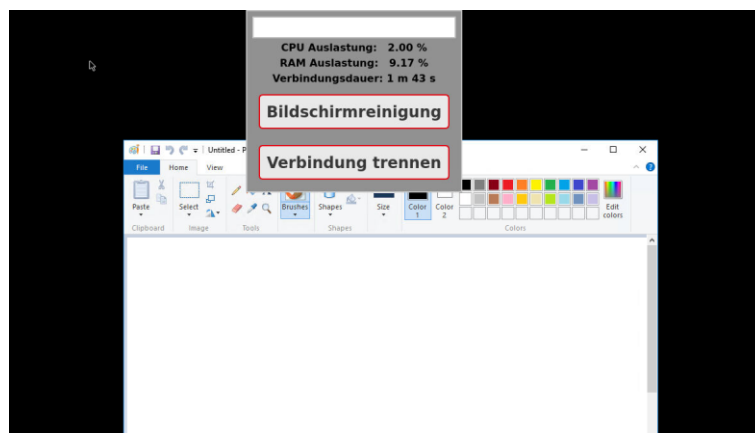 CPU Auslastung: 2.00 %
RAM Auslastung: 9.17 %
Verbindungsdauer: 1 m 43 s
Bildschirmreinigung
Verbindung trennen
Untitled - P
File Home View
Paste
Select
Brushes
Shapes
Size
Color 1
Color 2
Edit colors
Clipboard Image Tools Shapes Colors